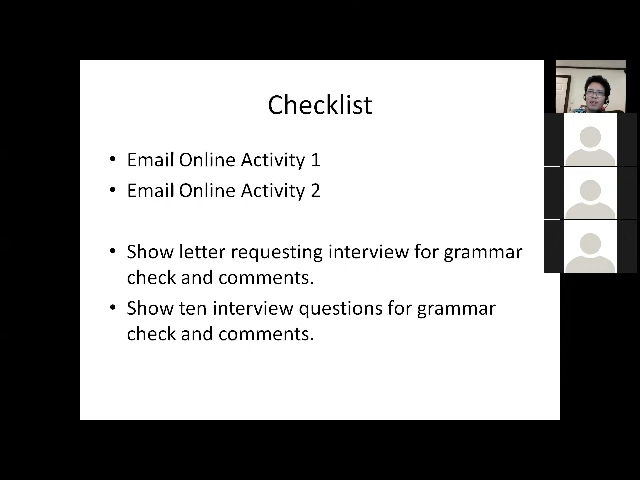 Checklist
• Email Online Activity 1
• Email Online Activity 2
• Show letter requesting interview for grammar
check and comments.
• Show ten interview questions for grammar
check and comments.